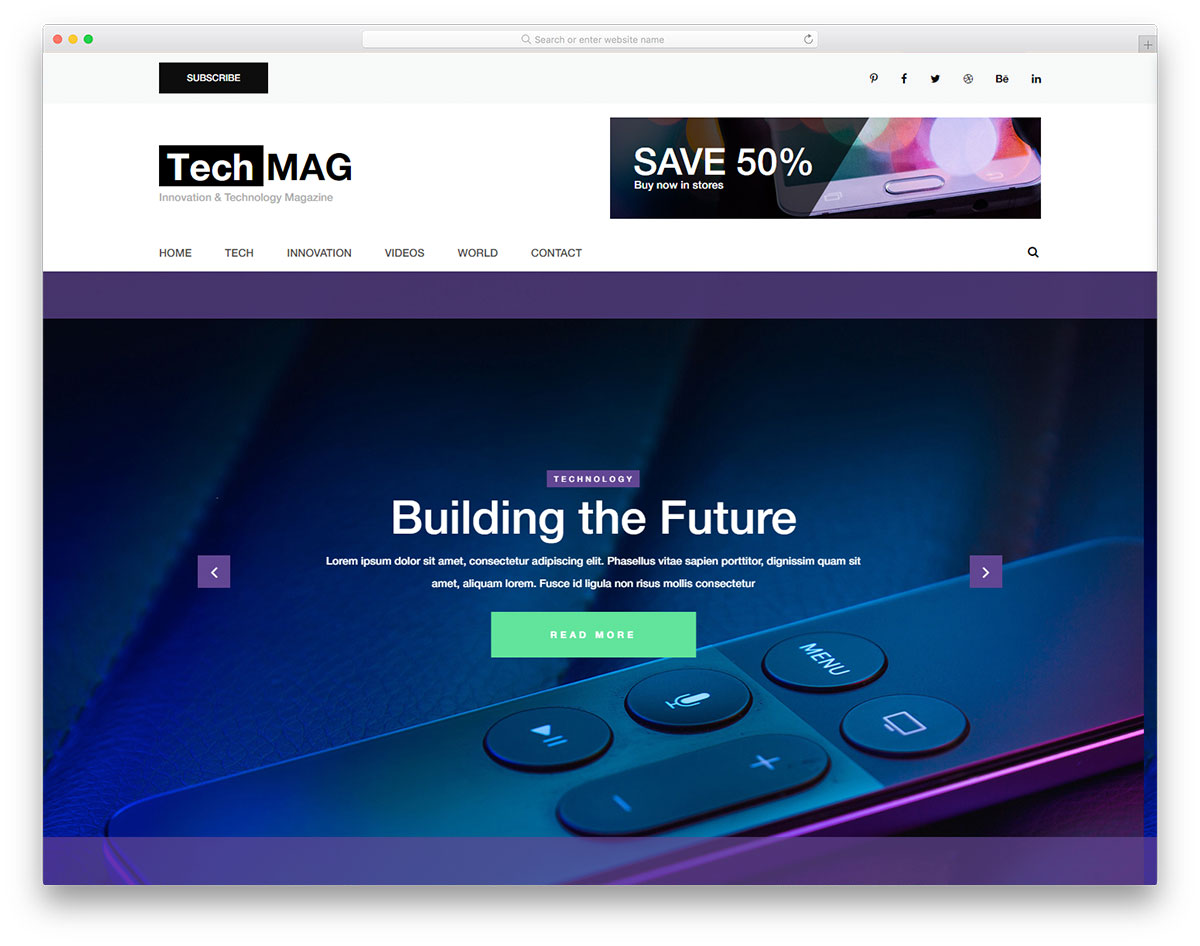 Search or enter website name
SUBSCRIBE
Bē
in
Tech MAG
Innovation & Technology Magazine
SAVE 50%
Buy now in stores
HOME TECH INNOVATION VIDEOS WORLD CONTACT
TECHNOLOGY
Building the Future
Lorem ipsum dolor sit amet, consectetur adipiscing elit. Phasellus vitae sapien porttitor, dignissim quam sit
amet, aliquam lorem. Fusce id ligula non risus mollis consectetur
READ MORE
MENU